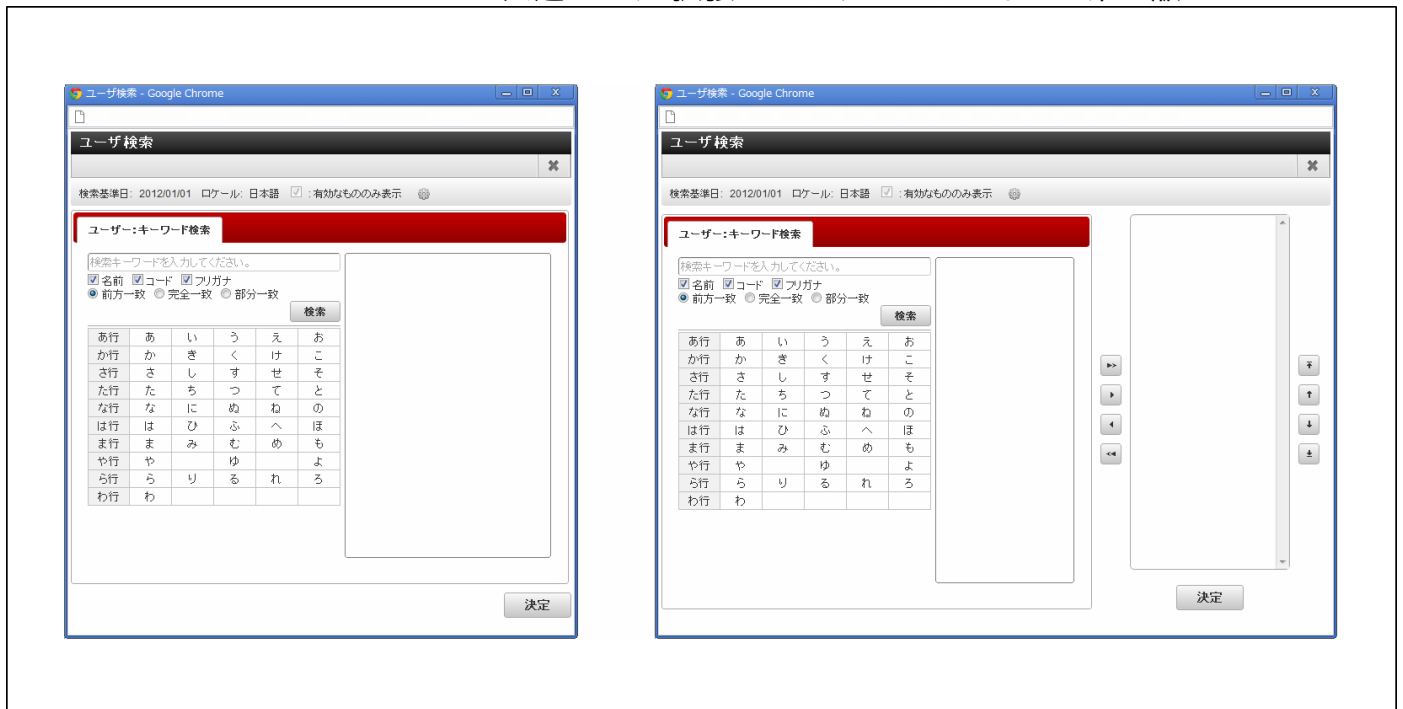 ユーザ検索 - Google Chrome
ユーザ検索
検索基準日: 2012/01/01 ロケール: 日本語 :有効なもののみ表示
ユーザー:キーワード検索
検索キーワードを入力してください。
名前 コード フリガナ
前方一致 完全一致 部分一致
検索
あ行 あ い う え お
か行 か き く け こ
さ行 さ し す せ そ
た行 た ち つ て と
な行 な に ぬ ね の
は行 は ひ ふ へ ほ
ま行 ま み む め も
や行 や ゆ よ
ら行 ら り る れ ろ
わ行 わ
決定
ユーザ検索 - Google Chrome
ユーザ検索
検索基準日: 2012/01/01 ロケール: 日本語 :有効なもののみ表示
ユーザー:キーワード検索
検索キーワードを入力してください。
名前 コード フリガナ
前方一致 完全一致 部分一致
検索
あ行 あ い う え お
か行 か き く け こ
さ行 さ し す せ そ
た行 た ち つ て と
な行 な に ぬ ね の
は行 は ひ ふ へ ほ
ま行 ま み む め も
や行 や ゆ よ
ら行 ら り る れ ろ
わ行 わ
決定